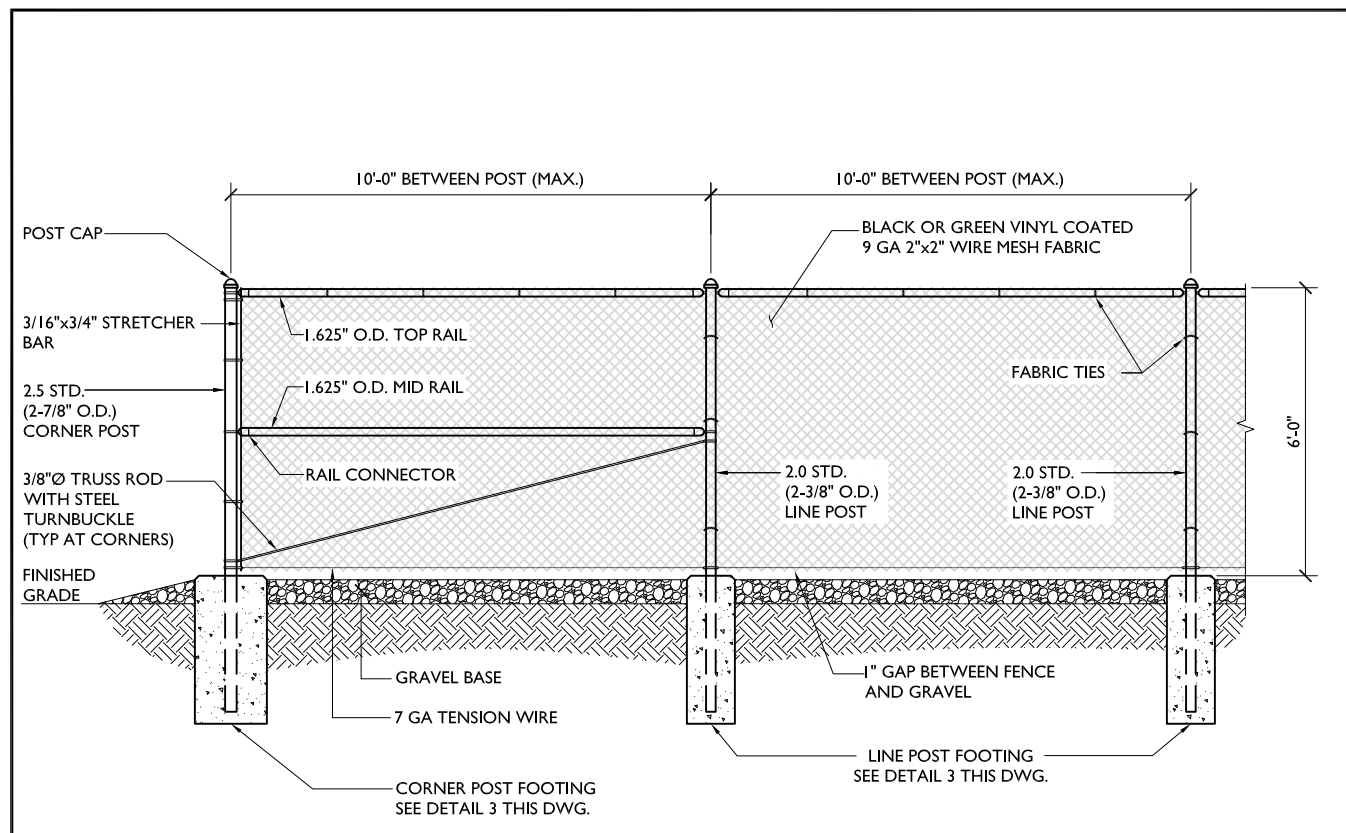 10'-0" BETWEEN POST (MAX.)
10'-0" BETWEEN POST (MAX.)
POST CAP
BLACK OR GREEN VINYL COATED
9 GA 2"x2" WIRE MESH FABRIC
3/16"x3/4" STRETCHER
BAR
1.625" O.D. TOP RAIL
FABRIC TIES
2.5 STD.
(2-7/8" O.D.)
CORNER POST
1.625" O.D. MID RAIL
6'-0"
RAIL CONNECTOR
3/8"Ø TRUSS ROD
WITH STEEL
TURNBUCKLE
(TYP AT CORNERS)
2.0 STD.
(2-3/8" O.D.)
LINE POST
2.0 STD.
(2-3/8" O.D.)
LINE POST
FINISHED
GRADE
GRAVEL BASE
1" GAP BETWEEN FENCE
AND GRAVEL
7 GA TENSION WIRE
LINE POST FOOTING
SEE DETAIL 3 THIS DWG.
CORNER POST FOOTING
SEE DETAIL 3 THIS DWG.